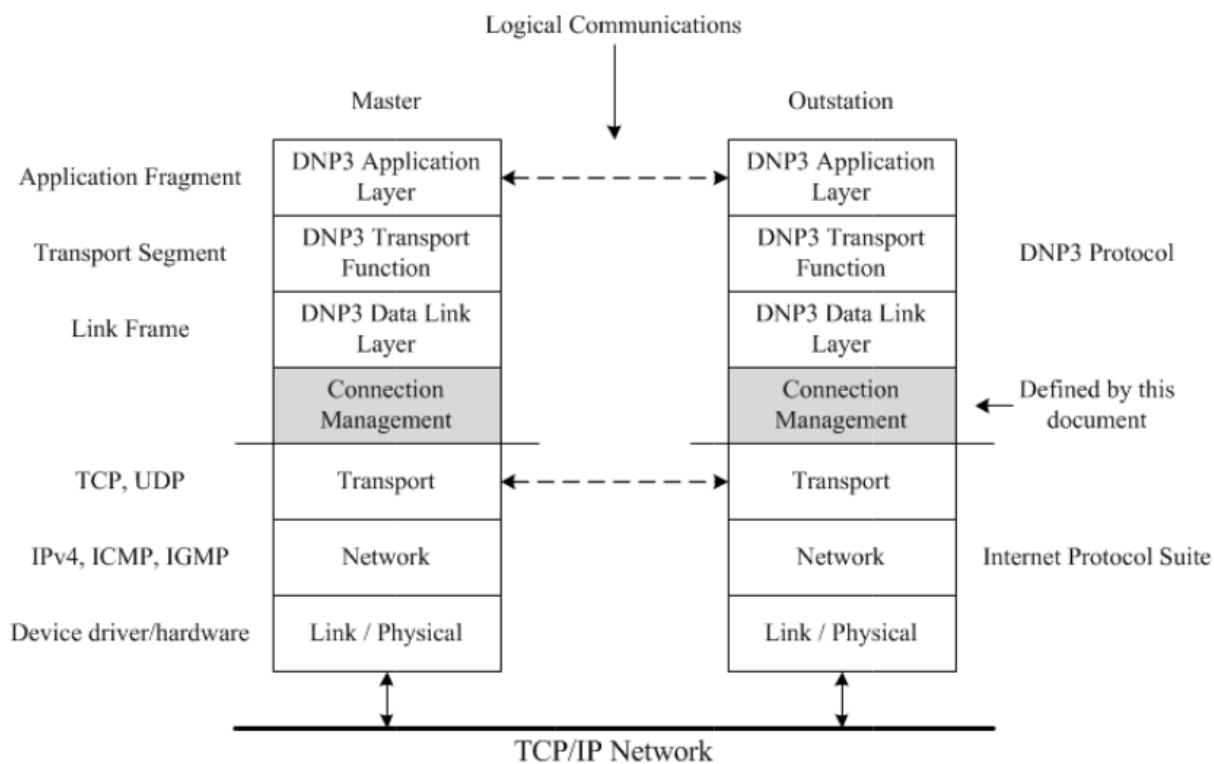 Logical Communications
Master
Outstation
Application Fragment
DNP3 Application
Layer
DNP3 Application
Layer
Transport Segment
DNP3 Transport
Function
DNP3 Transport
Function
DNP3 Protocol
Link Frame
DNP3 Data Link
Layer
DNP3 Data Link
Layer
Connection
Management
Connection
Management
Defined by this
document
TCP, UDP
Transport
Transport
IPv4, ICMP, IGMP
Network
Network
Internet Protocol Suite
Device driver/hardware
Link / Physical
Link / Physical
TCP/IP Network